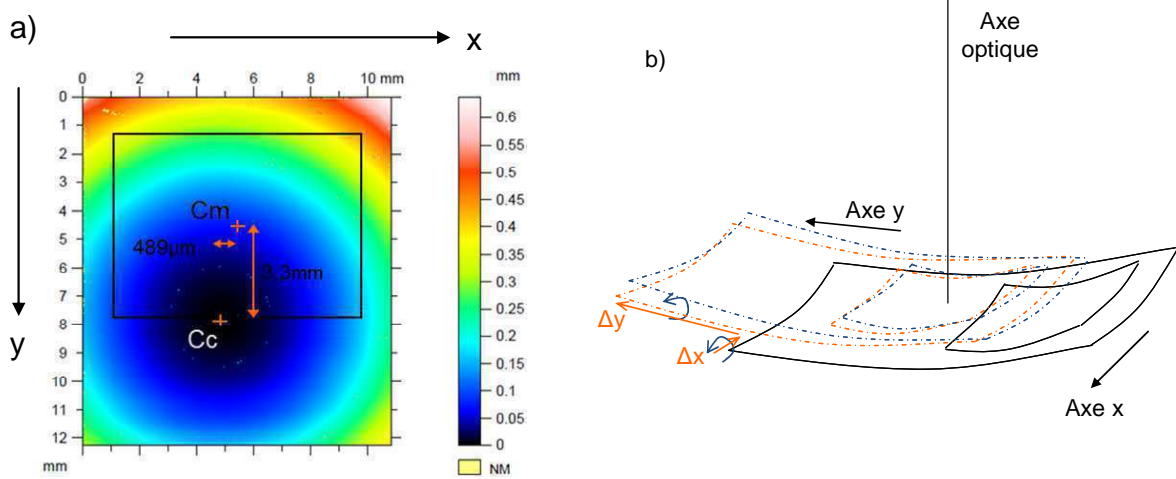 a)
x
0 2 4 6 8 10 mm
mm
0
1
2
3
4
5
6
7
8
9
10
11
12
mm
y
Cm
489µm
3.3mm
Cc
0.6
0.55
0.5
0.45
0.4
0.35
0.3
0.25
0.2
0.15
0.1
0.05
0
NM
b)
Axe
optique
Axe y
Δy
Δx
Axe x